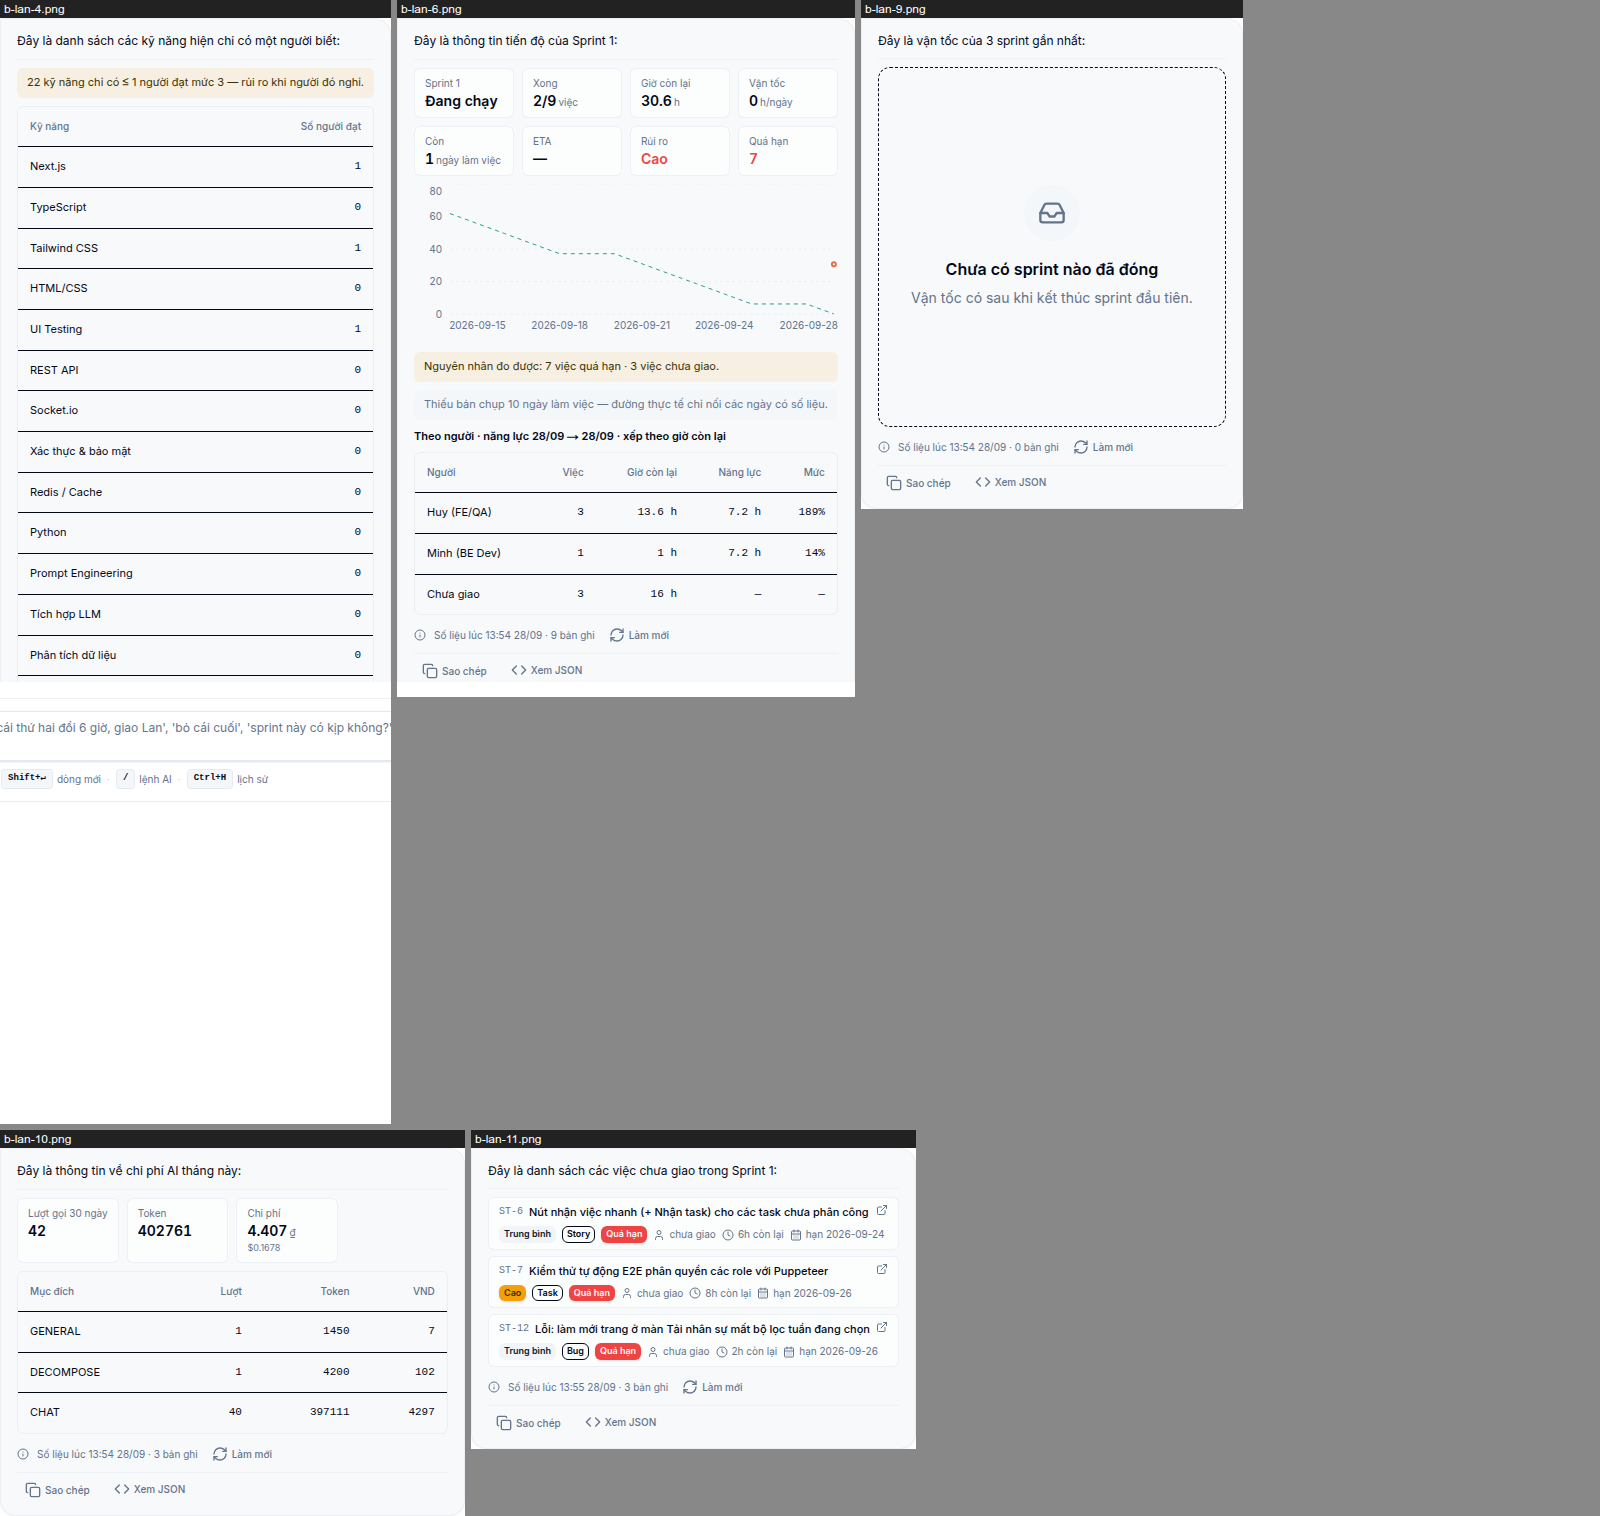 b-lan-4.png
Đây là danh sách các kỹ năng hiện chỉ có một người biết:
22 kỹ năng chỉ có ≤ 1 người đạt mức 3 — rủi ro khi người đó nghỉ.
Kỹ năng Số người đạt
Next.js 1
TypeScript 0
Tailwind CSS 1
HTML/CSS 0
UI Testing 1
REST API 0
Socket.io 0
Xác thực & bảo mật 0
Redis / Cache 0
Python 0
Prompt Engineering 0
Tích hợp LLM 0
Phân tích dữ liệu 0
cái thứ hai đổi 6 giờ, giao Lan', 'bỏ cái cuối', 'sprint này có kịp không?'
Shift+↵ dòng mới · / lệnh AI · Ctrl+H lịch sử
b-lan-6.png
Đây là thông tin tiến độ của Sprint 1:
Sprint 1 Xong Giờ còn lại Vận tốc
Đang chạy 2/9 việc 30.6 h 0 h/ngày
Còn ETA Rủi ro Quá hạn
1 ngày làm việc — Cao 7
80
60
40
20
0
2026-09-15 2026-09-18 2026-09-21 2026-09-24 2026-09-28
Nguyên nhân đo được: 7 việc quá hạn · 3 việc chưa giao.
Thiếu bản chụp 10 ngày làm việc — đường thực tế chỉ nối các ngày có số liệu.
Theo người · năng lực 28/09 → 28/09 · xếp theo giờ còn lại
Người Việc Giờ còn lại Năng lực Mức
Huy (FE/QA) 3 13.6 h 7.2 h 189%
Minh (BE Dev) 1 1 h 7.2 h 14%
Chưa giao 3 16 h — —
Số liệu lúc 13:54 28/09 · 9 bản ghi Làm mới
Sao chép Xem JSON
b-lan-9.png
Đây là vận tốc của 3 sprint gần nhất:
Chưa có sprint nào đã đóng
Vận tốc có sau khi kết thúc sprint đầu tiên.
Số liệu lúc 13:54 28/09 · 0 bản ghi Làm mới
Sao chép Xem JSON
b-lan-10.png
Đây là thông tin về chi phí AI tháng này:
Lượt gọi 30 ngày Token Chi phí
42 402761 4.407 ₫
$0.1678
Mục đích Lượt Token VND
GENERAL 1 1450 7
DECOMPOSE 1 4200 102
CHAT 40 397111 4297
Số liệu lúc 13:54 28/09 · 3 bản ghi Làm mới
Sao chép Xem JSON
b-lan-11.png
Đây là danh sách các việc chưa giao trong Sprint 1:
ST-6 Nút nhận việc nhanh (+ Nhận task) cho các task chưa phân công
Trung bình Story Quá hạn chưa giao 6h còn lại hạn 2026-09-24
ST-7 Kiểm thử tự động E2E phân quyền các role với Puppeteer
Cao Task Quá hạn chưa giao 8h còn lại hạn 2026-09-26
ST-12 Lỗi: làm mới trang ở màn Tải nhân sự mất bộ lọc tuần đang chọn
Trung bình Bug Quá hạn chưa giao 2h còn lại hạn 2026-09-26
Số liệu lúc 13:55 28/09 · 3 bản ghi Làm mới
Sao chép Xem JSON